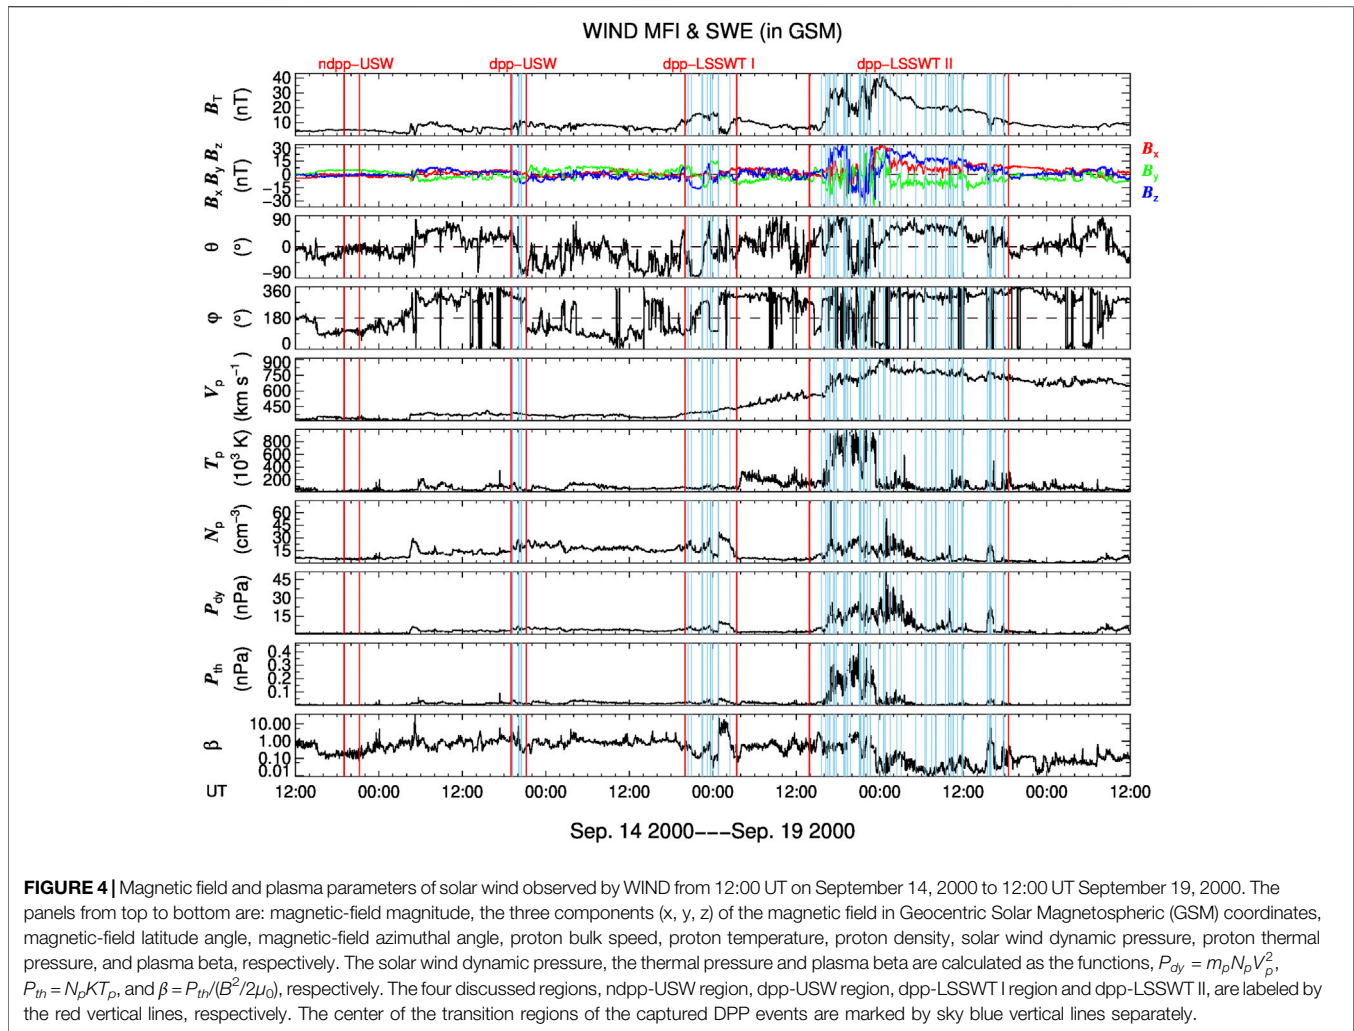 WIND MFI & SWE (in GSM)
ndpp-USW dpp-USW dpp-LSSWT I dpp-LSSWT II
B_T (nT)
40
30
20
10
B_x B_y B_z (nT)
30
15
0
-15
-30
B_x
B_y
B_z
θ (°)
90
0
-90
φ (°)
360
180
0
V_p (km s⁻¹)
900
750
600
450
T_p (10³ K)
800
600
400
200
N_p (cm⁻³)
60
45
30
15
P_dy (nPa)
45
30
15
P_th (nPa)
0.4
0.3
0.2
0.1
β
10.00
1.00
0.10
0.01
UT 12:00 00:00 12:00 00:00 12:00 00:00 12:00 00:00 12:00 00:00 12:00
Sep. 14 2000---Sep. 19 2000
FIGURE 4 | Magnetic field and plasma parameters of solar wind observed by WIND from 12:00 UT on September 14, 2000 to 12:00 UT September 19, 2000. The
panels from top to bottom are: magnetic-field magnitude, the three components (x, y, z) of the magnetic field in Geocentric Solar Magnetospheric (GSM) coordinates,
magnetic-field latitude angle, magnetic-field azimuthal angle, proton bulk speed, proton temperature, proton density, solar wind dynamic pressure, proton thermal
pressure, and plasma beta, respectively. The solar wind dynamic pressure, the thermal pressure and plasma beta are calculated as the functions, P_dy = m_pN_pV_p²,
P_th = N_pKT_p, and β = P_th/(B²/2μ₀), respectively. The four discussed regions, ndpp-USW region, dpp-USW region, dpp-LSSWT I region and dpp-LSSWT II, are labeled by
the red vertical lines, respectively. The center of the transition regions of the captured DPP events are marked by sky blue vertical lines separately.